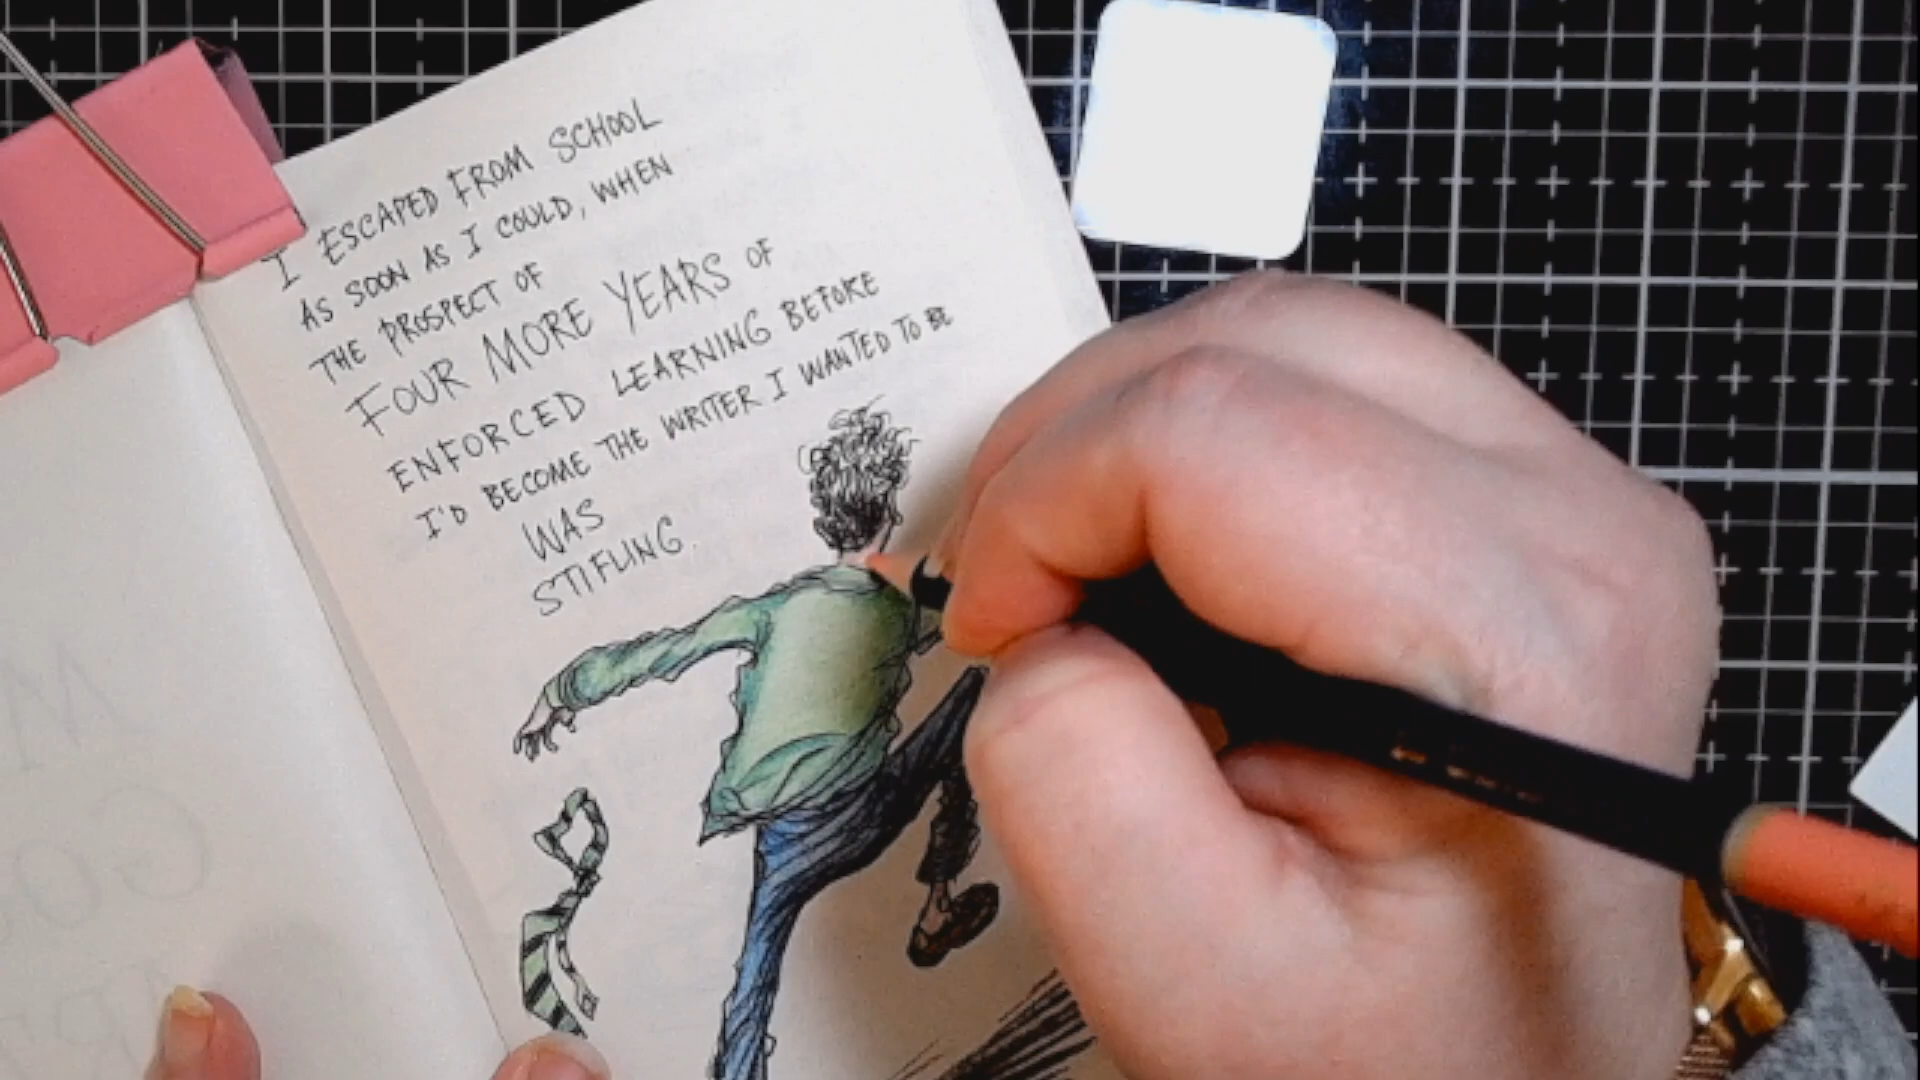 I ESCAPED FROM SCHOOL
AS SOON AS I COULD, WHEN
THE PROSPECT OF
FOUR MORE YEARS OF
ENFORCED LEARNING BEFORE
I'D BECOME THE WRITER I WANTED TO BE
WAS
STIFLING